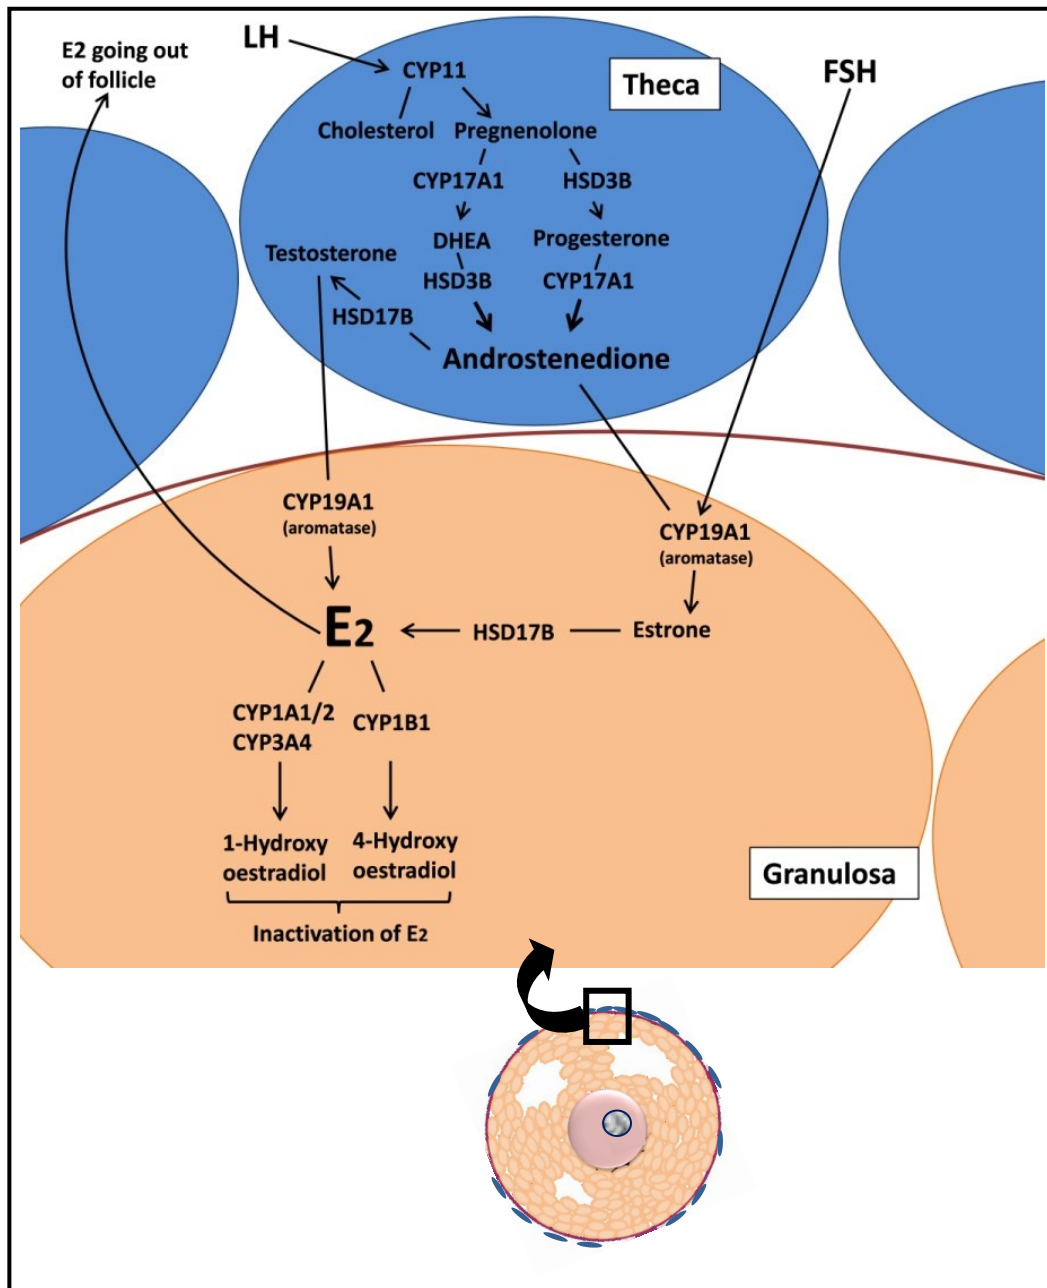 E2 going out
of follicle
LH
CYP11
Theca
FSH
Cholesterol
Pregnenolone
CYP17A1
HSD3B
DHEA
Progesterone
Testosterone
HSD3B
CYP17A1
HSD17B
Androstenedione
CYP19A1
(aromatase)
CYP19A1
(aromatase)
E2
HSD17B
Estrone
CYP1A1/2
CYP3A4
CYP1B1
1-Hydroxy
oestradiol
4-Hydroxy
oestradiol
Granulosa
Inactivation of E2